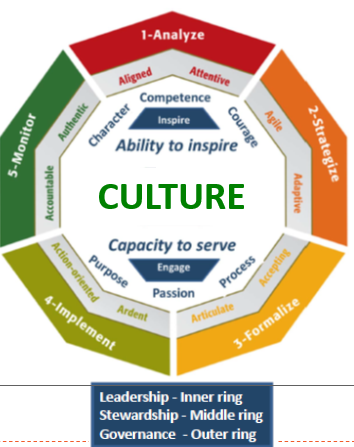 1-Analyze
Aligned
Attentive
2-Strategize
Agile
Adaptive
3-Formalize
Accepting
Articulate
4-Implement
Ardent
Action-oriented
5-Monitor
Accountable
Authentic
Character
Competence
Courage
Inspire
Ability to inspire
CULTURE
Capacity to serve
Engage
Purpose
Passion
Process
Leadership - Inner ring
Stewardship - Middle ring
Governance - Outer ring